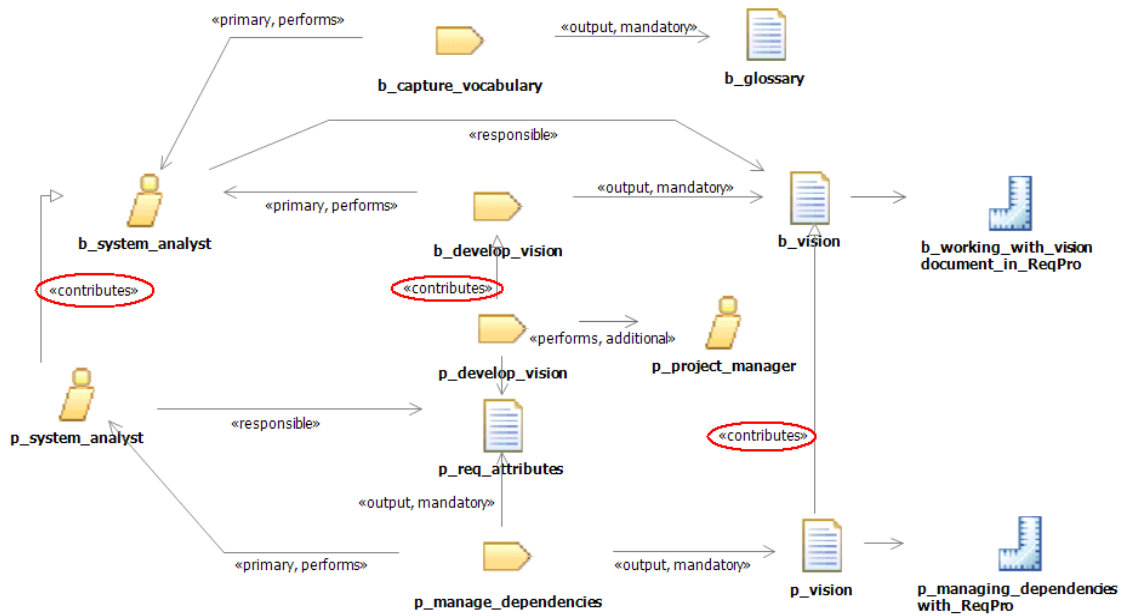 «primary, performs»
«output, mandatory»
b_capture_vocabulary
b_glossary
«responsible»
«primary, performs»
«output, mandatory»
b_system_analyst
b_develop_vision
b_vision
b_working_with_vision
document_in_ReqPro
«contributes»
«contributes»
«performs, additional»
p_develop_vision
p_project_manager
«responsible»
p_system_analyst
«contributes»
p_req_attributes
«output, mandatory»
«primary, performs»
«output, mandatory»
p_manage_dependencies
p_vision
p_managing_dependencies
with_ReqPro